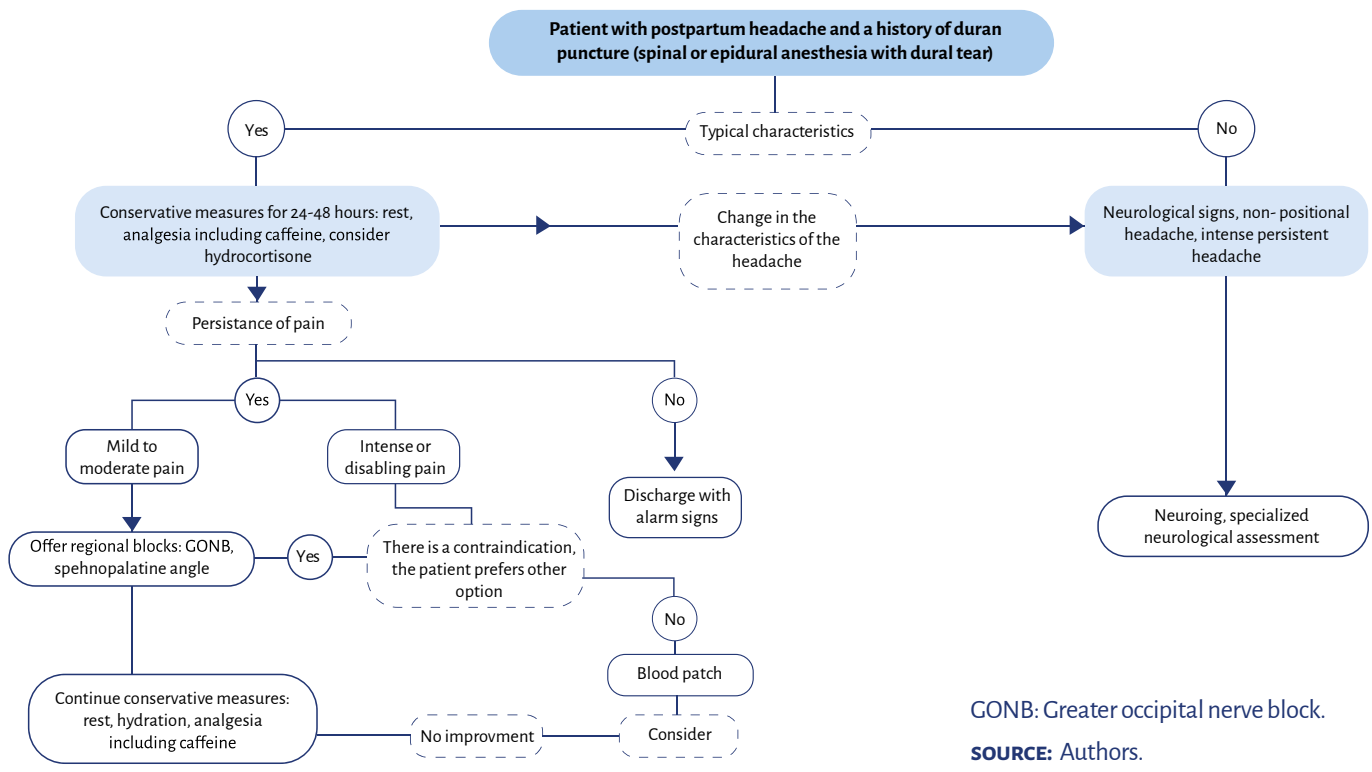 Patient with postpartum headache and a history of duran
puncture (spinal or epidural anesthesia with dural tear)
Yes
Typical characteristics
No
Conservative measures for 24-48 hours: rest,
analgesia including caffeine, consider
hydrocortisone
Change in the
characteristics of the
headache
Neurological signs, non- positional
headache, intense persistent
headache
Persistance of pain
Yes
No
Mild to
moderate pain
Intense or
disabling pain
Discharge with
alarm signs
Neuroing, specialized
neurological assessment
Offer regional blocks: GONB,
spehnopalatine angle
Yes
There is a contraindication,
the patient prefers other
option
No
Blood patch
Continue conservative measures:
rest, hydration, analgesia
including caffeine
No improvment
Consider
GONB: Greater occipital nerve block.
SOURCE: Authors.